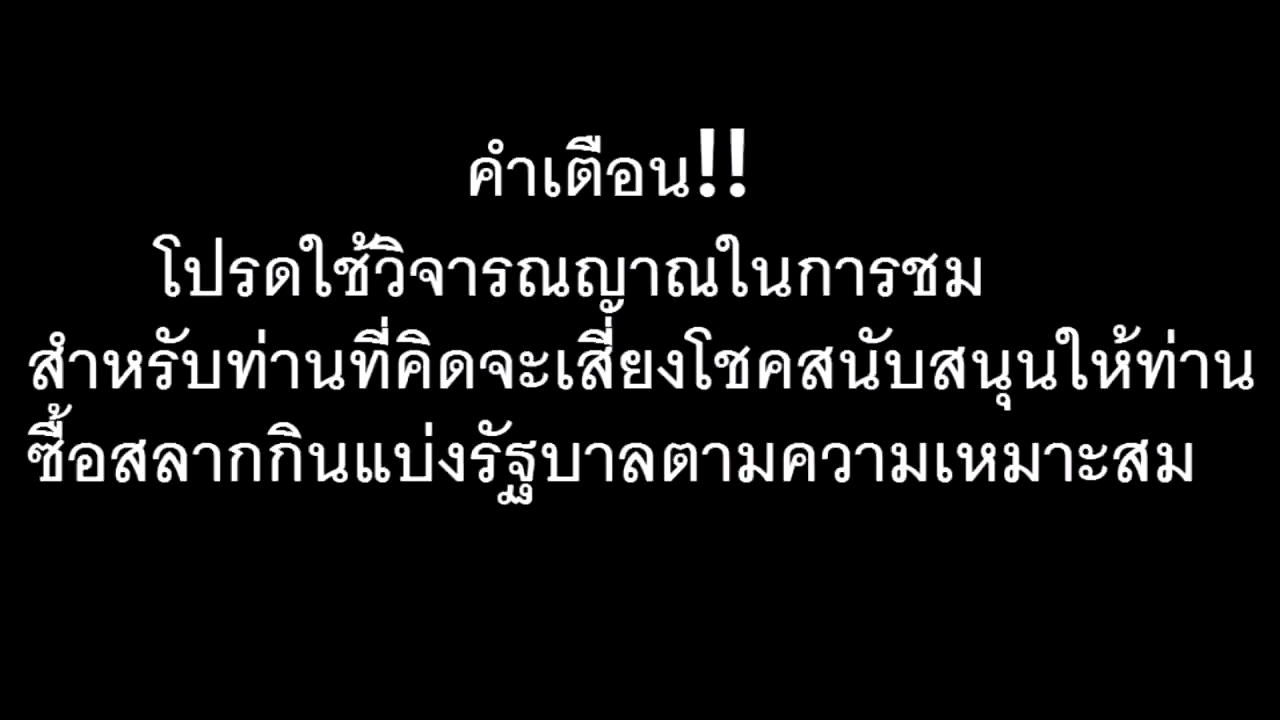 คำเตือน!!
โปรดใช้วิจารณญาณในการชม
สำหรับท่านที่คิดจะเสี่ยงโชคสนับสนุนให้ท่าน
ซื้อสลากกินแบ่งรัฐบาลตามความเหมาะสม